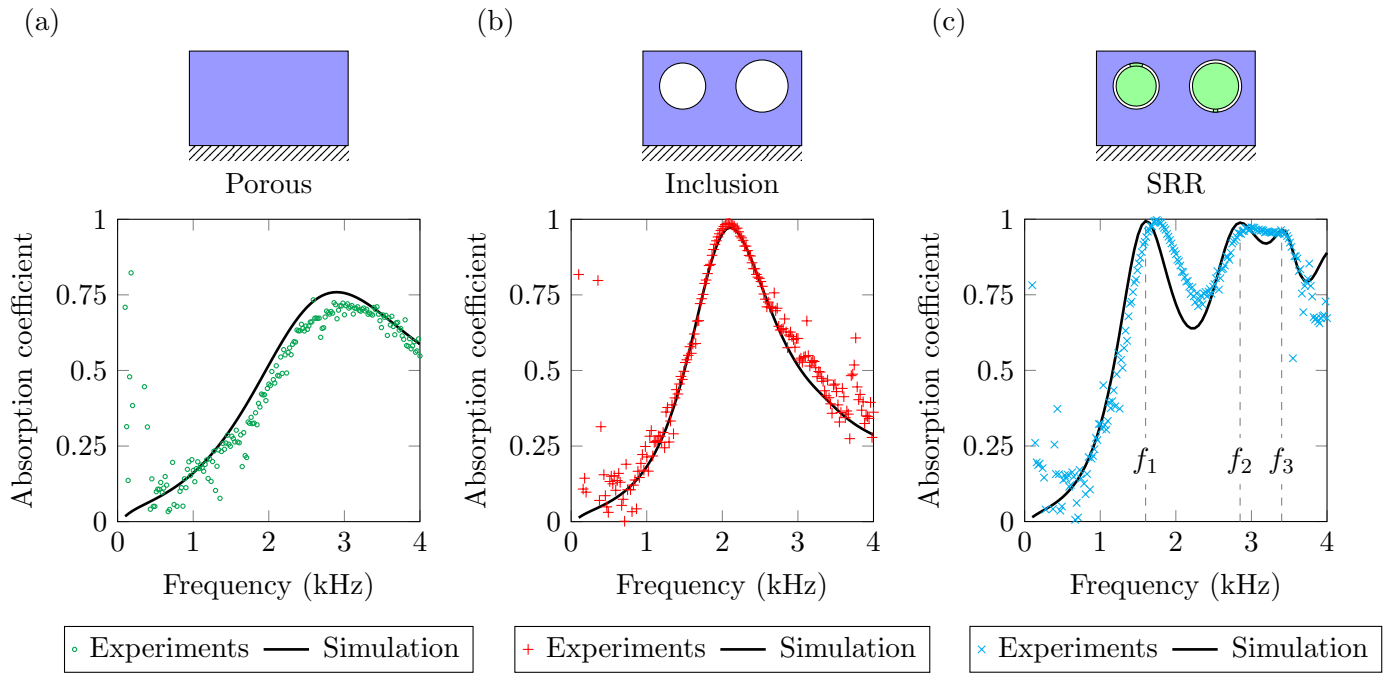 (a)
(b)
(c)
Porous
Inclusion
SRR
1
0.75
0.5
0.25
0
Absorption coefficient
0
1
2
3
4
Frequency (kHz)
Experiments
Simulation
1
0.75
0.5
0.25
0
Absorption coefficient
0
1
2
3
4
Frequency (kHz)
Experiments
Simulation
1
0.75
0.5
0.25
0
Absorption coefficient
f1
f2
f3
0
1
2
3
4
Frequency (kHz)
Experiments
Simulation